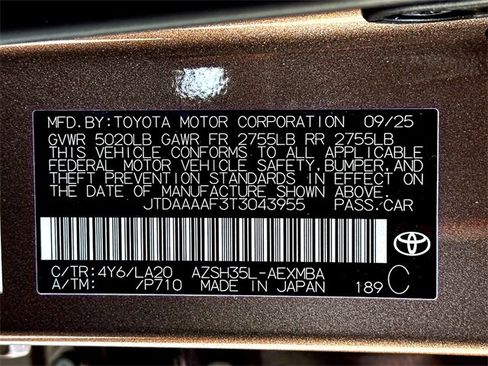 MFD.BY:TOYOTA MOTOR CORPORATION 09/25
GVWR 5020LB GAWR FR 2755LB RR 2755LB
THIS VEHICLE CONFORMS TO ALL APPLICABLE
FEDERAL MOTOR VEHICLE SAFETY, BUMPER, AND
THEFT PREVENTION STANDARDS IN EFFECT ON
THE DATE OF MANUFACTURE SHOWN ABOVE.
JTDAAAAF3T3043955 PASS.CAR
TOYOTA
C/TR:4Y6/LA20 AZSH35L-AEXMBA
A/TM: /P710 MADE IN JAPAN 189 C